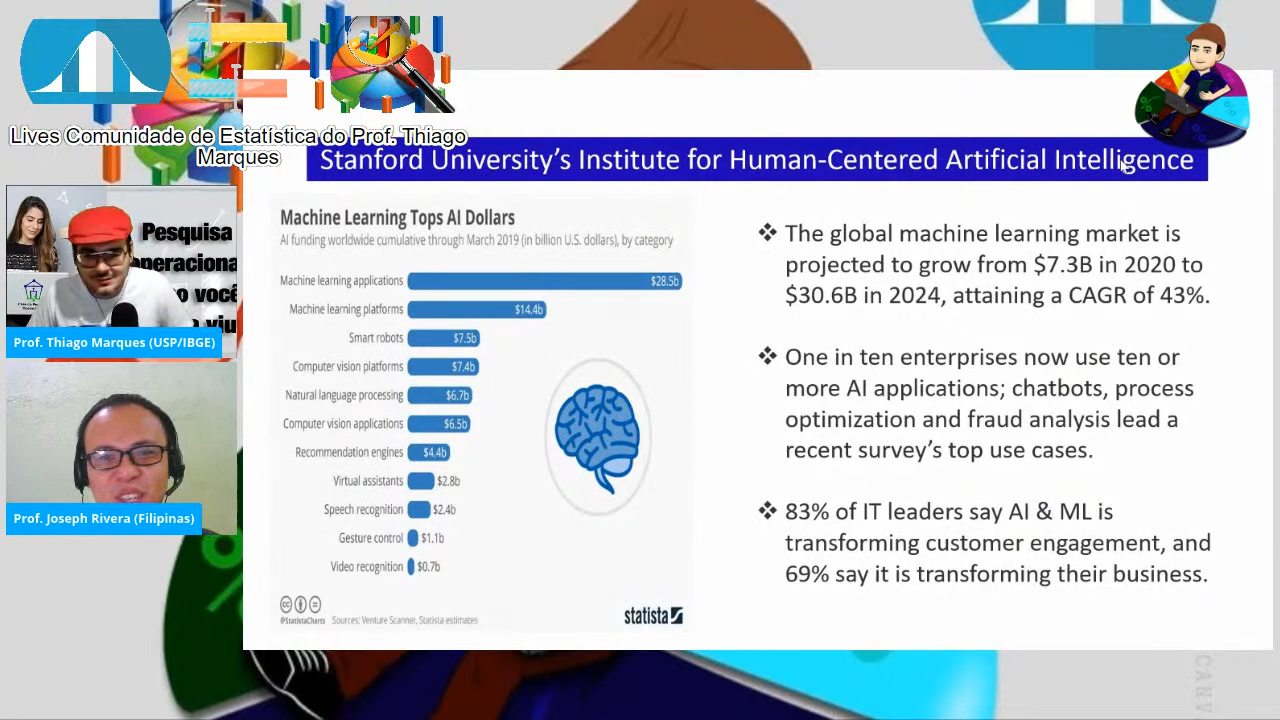 Lives Comunidade de Estatística do Prof. Thiago
Marques
Stanford University's Institute for Human-Centered Artificial Intelligence
Pesquisa
operaciona
o você
viu
Prof. Thiago Marques (USP/IBGE)
Prof. Joseph Rivera (Filipinas)
Machine Learning Tops AI Dollars
AI funding worldwide cumulative through March 2019 (in billion U.S. dollars), by category
Machine learning applications $28.5b
Machine learning platforms $14.4b
Smart robots $7.5b
Computer vision platforms $7.4b
Natural language processing $6.7b
Computer vision applications $6.5b
Recommendation engines $4.4b
Virtual assistants $2.8b
Speech recognition $2.4b
Gesture control $1.1b
Video recognition $0.7b
@StatistaCharts Sources: Venture Scanner, Statista estimates
statista
❖ The global machine learning market is
projected to grow from $7.3B in 2020 to
$30.6B in 2024, attaining a CAGR of 43%.
❖ One in ten enterprises now use ten or
more AI applications; chatbots, process
optimization and fraud analysis lead a
recent survey's top use cases.
❖ 83% of IT leaders say AI & ML is
transforming customer engagement, and
69% say it is transforming their business.
CANV